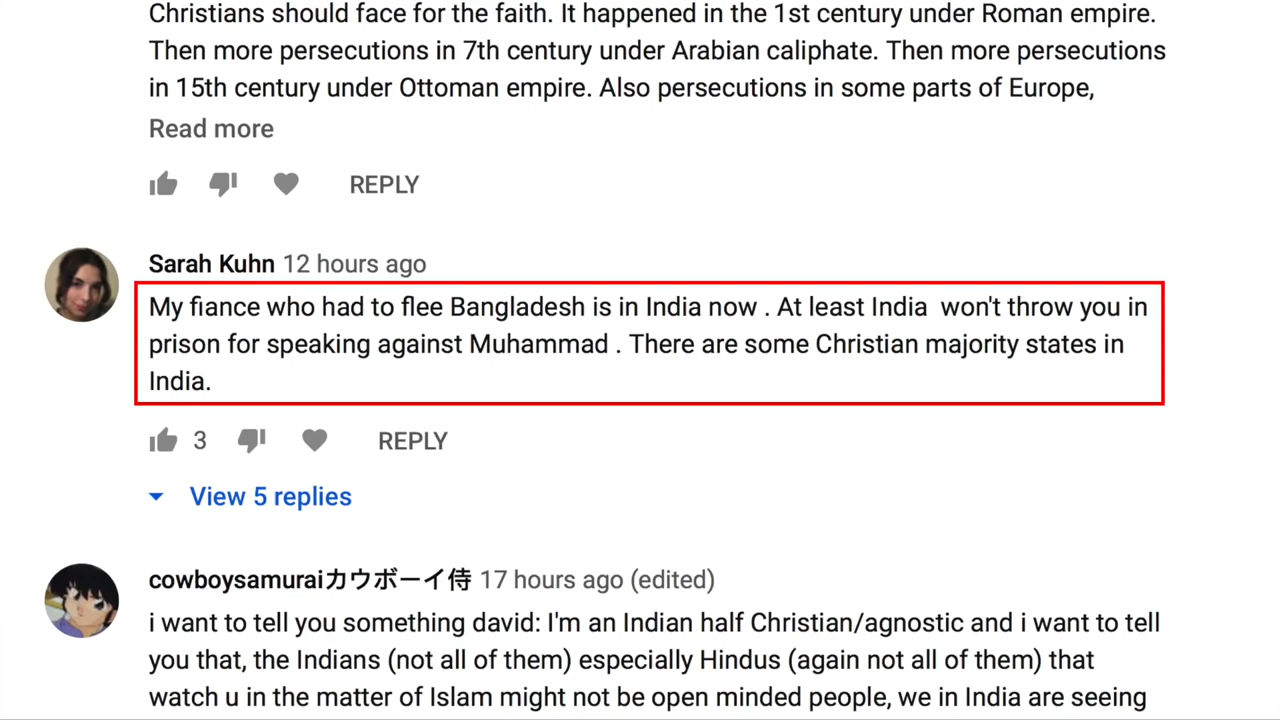 Christians should face for the faith. It happened in the 1st century under Roman empire.
Then more persecutions in 7th century under Arabian caliphate. Then more persecutions
in 15th century under Ottoman empire. Also persecutions in some parts of Europe,
Read more
REPLY
Sarah Kuhn 12 hours ago
My fiance who had to flee Bangladesh is in India now . At least India  won't throw you in
prison for speaking against Muhammad . There are some Christian majority states in
India.
3 REPLY
View 5 replies
cowboysamuraiカウボーイ侍 17 hours ago (edited)
i want to tell you something david: I'm an Indian half Christian/agnostic and i want to tell
you that, the Indians (not all of them) especially Hindus (again not all of them) that
watch u in the matter of Islam might not be open minded people, we in India are seeing